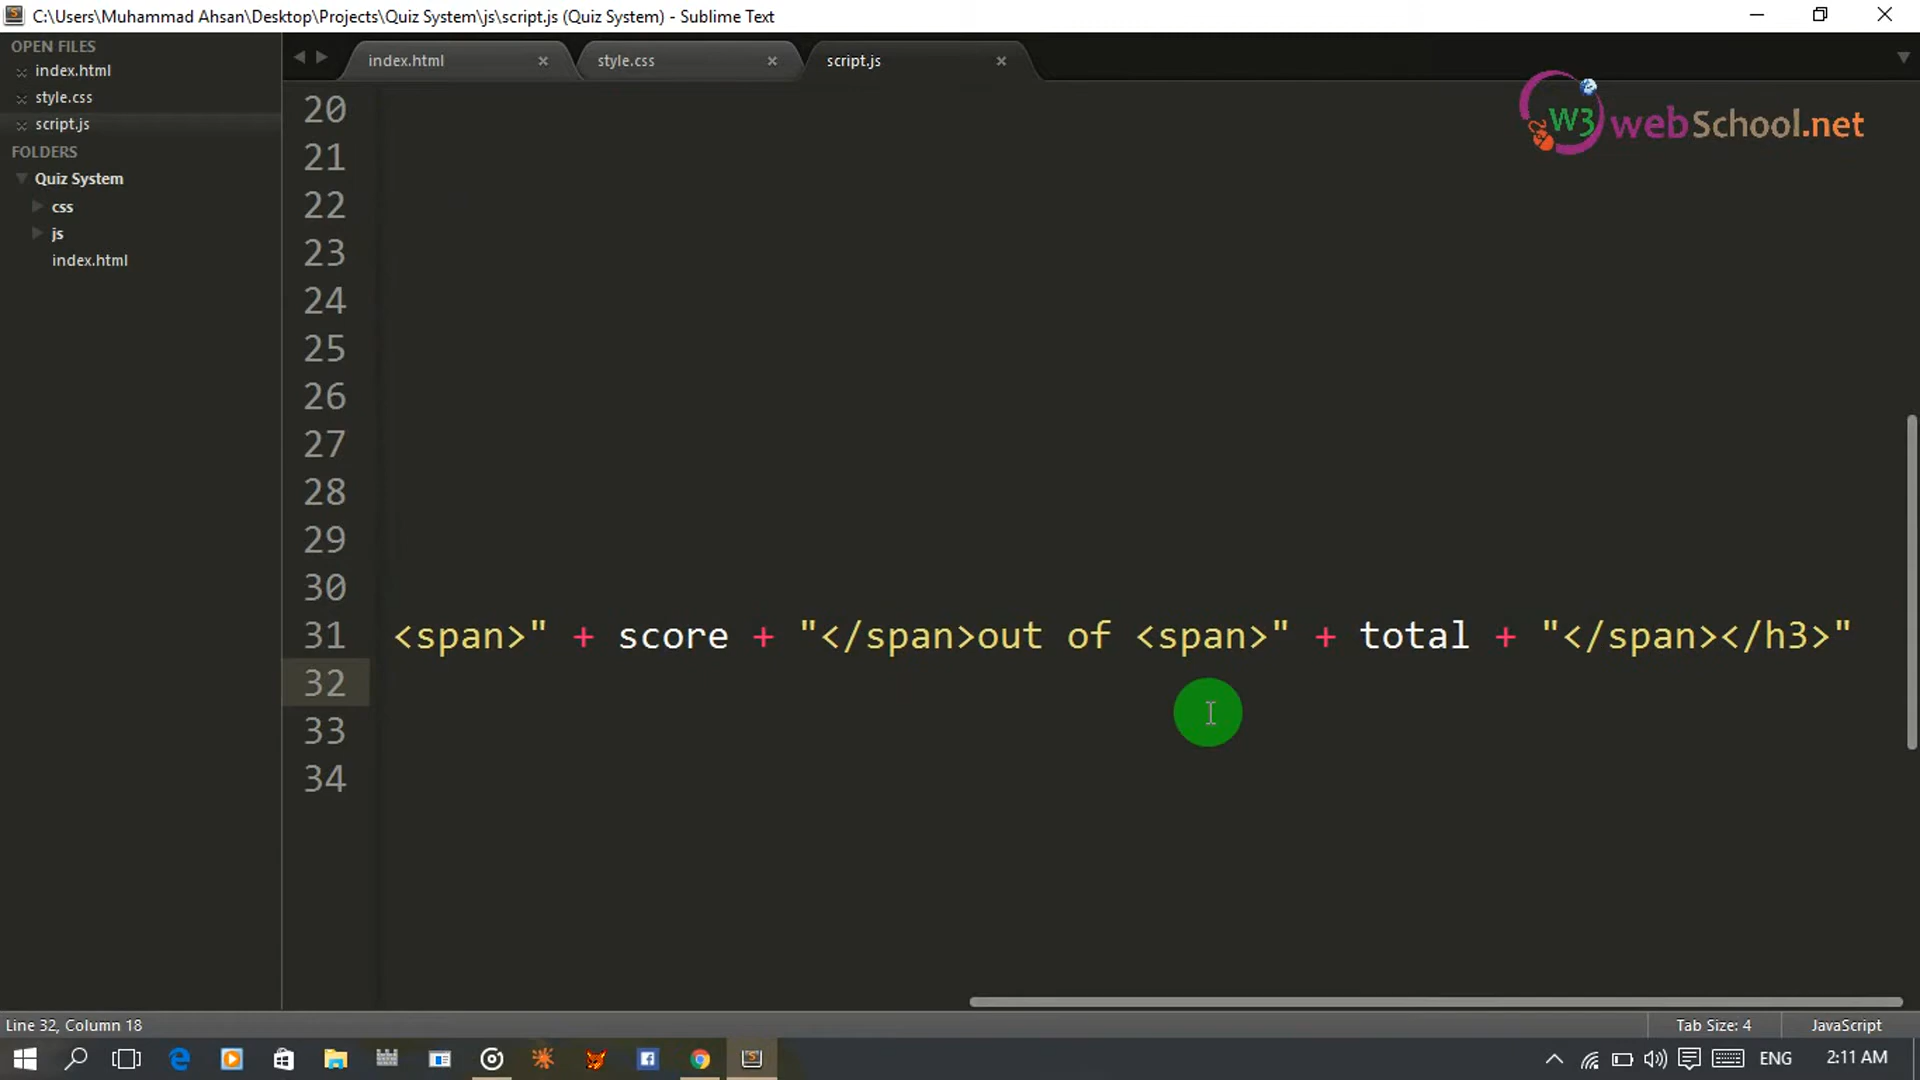 C:\Users\Muhammad Ahsan\Desktop\Projects\Quiz System\js\script.js (Quiz System) - Sublime Text
OPEN FILES
index.html
style.css
script.js
FOLDERS
Quiz System
css
js
index.html
index.html
style.css
script.js
W3 webSchool.net
20
21
22
23
24
25
26
27
28
29
30
31 <span>" + score + "</span>out of <span>" + total + "</span></h3>"
32
33
34
Line 32, Column 18
Tab Size: 4
JavaScript
ENG
2:11 AM